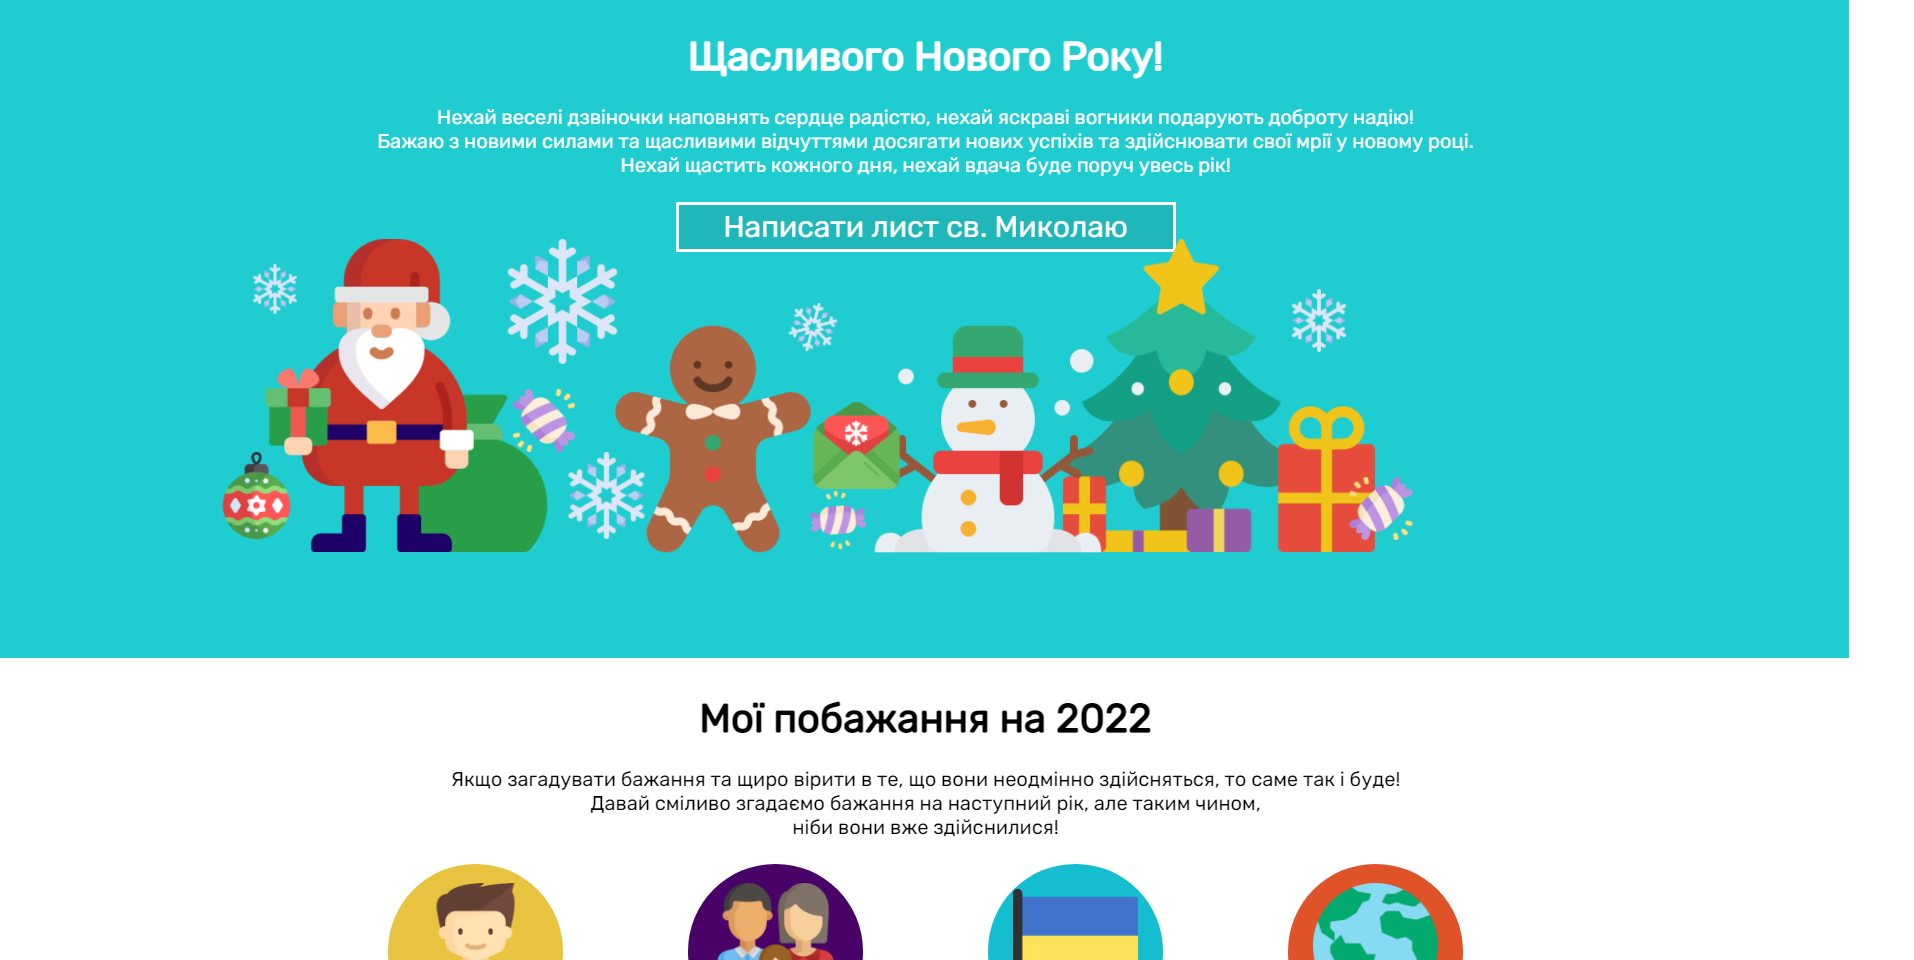 Щасливого Нового Року!
Нехай веселі дзвіночки наповнять сердце радістю, нехай яскраві вогники подарують доброту надію!
Бажаю з новими силами та щасливими відчуттями досягати нових успіхів та здійснювати свої мрії у новому році.
Нехай щастить кожного дня, нехай вдача буде поруч увесь рік!
Написати лист св. Миколаю
Мої побажання на 2022
Якщо загадувати бажання та щиро вірити в те, що вони неодмінно здійсняться, то саме так і буде!
Давай сміливо згадаємо бажання на наступний рік, але таким чином,
ніби вони вже здійснилися!